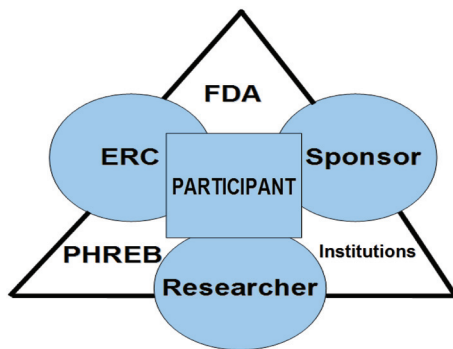 FDA
ERC
Sponsor
PARTICIPANT
PHREB
Institutions
Researcher